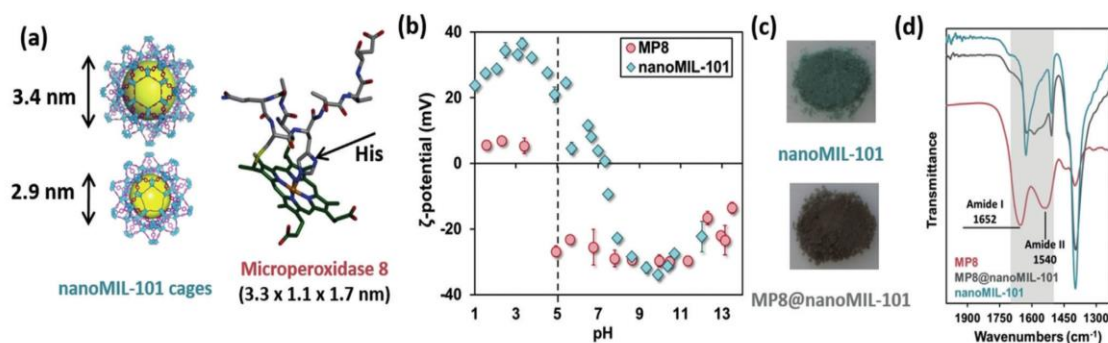 (a)
3.4 nm
2.9 nm
nanoMIL-101 cages
His
Microperoxidase 8
(3.3 x 1.1 x 1.7 nm)
(b)
ζ-potential (mV)
40
20
0
-20
-40
1 3 5 7 9 11 13
pH
MP8
nanoMIL-101
(c)
nanoMIL-101
MP8@nanoMIL-101
(d)
Transmittance
Amide I
1652
Amide II
1540
MP8
MP8@nanoMIL-101
nanoMIL-101
1900 1750 1600 1450 1300
Wavenumbers (cm⁻¹)